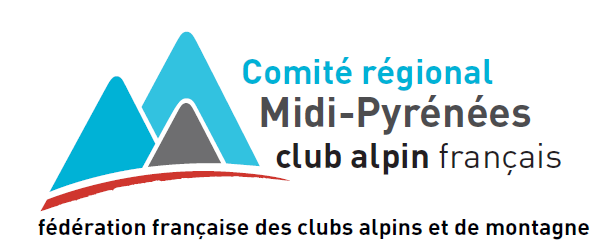 Comité régional
Midi-Pyrénées
club alpin français
fédération française des clubs alpins et de montagne